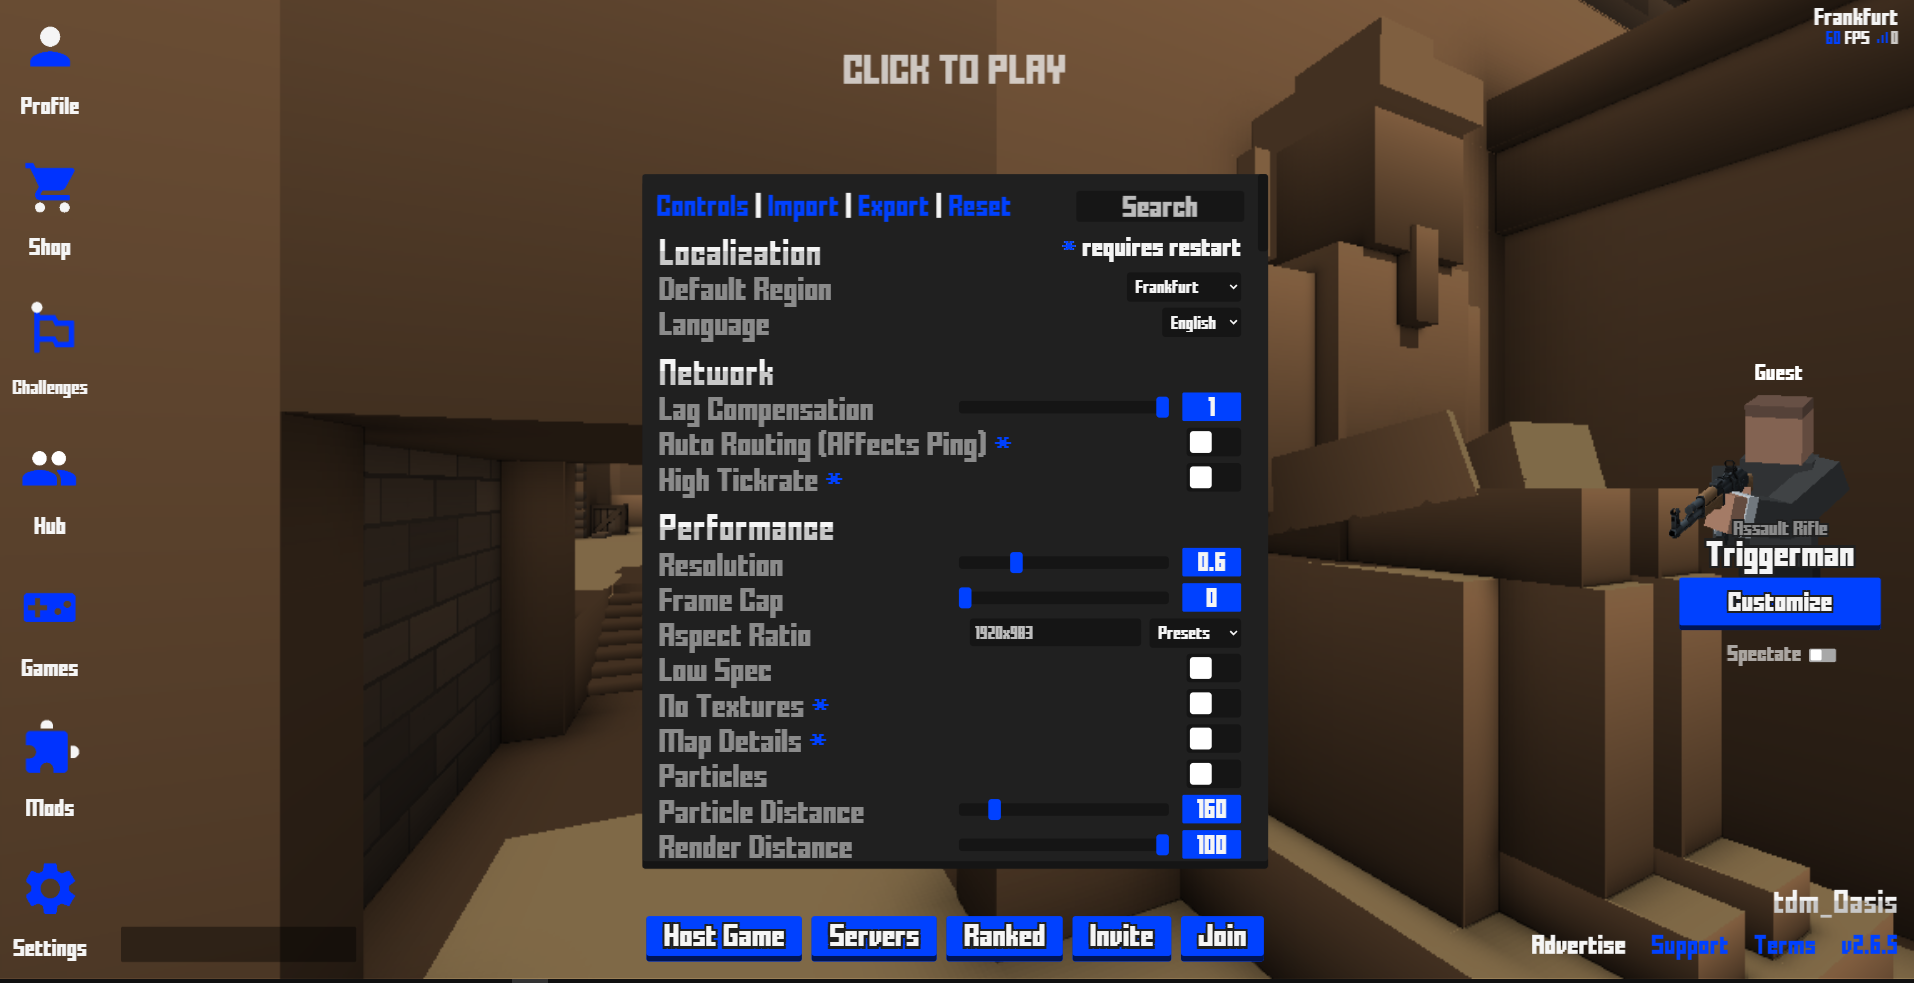 Frankfurt
60 FPS 0
CLICK TO PLAY
Profile
Shop
Challenges
Hub
Games
Mods
Settings
Controls | Import | Export | Reset
Search
Localization
* requires restart
Default Region
Frankfurt
Language
English
Network
Lag Compensation
1
Auto Routing (Affects Ping) *
High Tickrate *
Performance
Resolution
0.6
Frame Cap
0
Aspect Ratio
1920x983
Presets
Low Spec
No Textures *
Map Details *
Particles
Particle Distance
160
Render Distance
100
Guest
Assault Rifle
Triggerman
Customize
Spectate
Host Game
Servers
Ranked
Invite
Join
tdm_Oasis
Advertise Support Terms v2.6.5